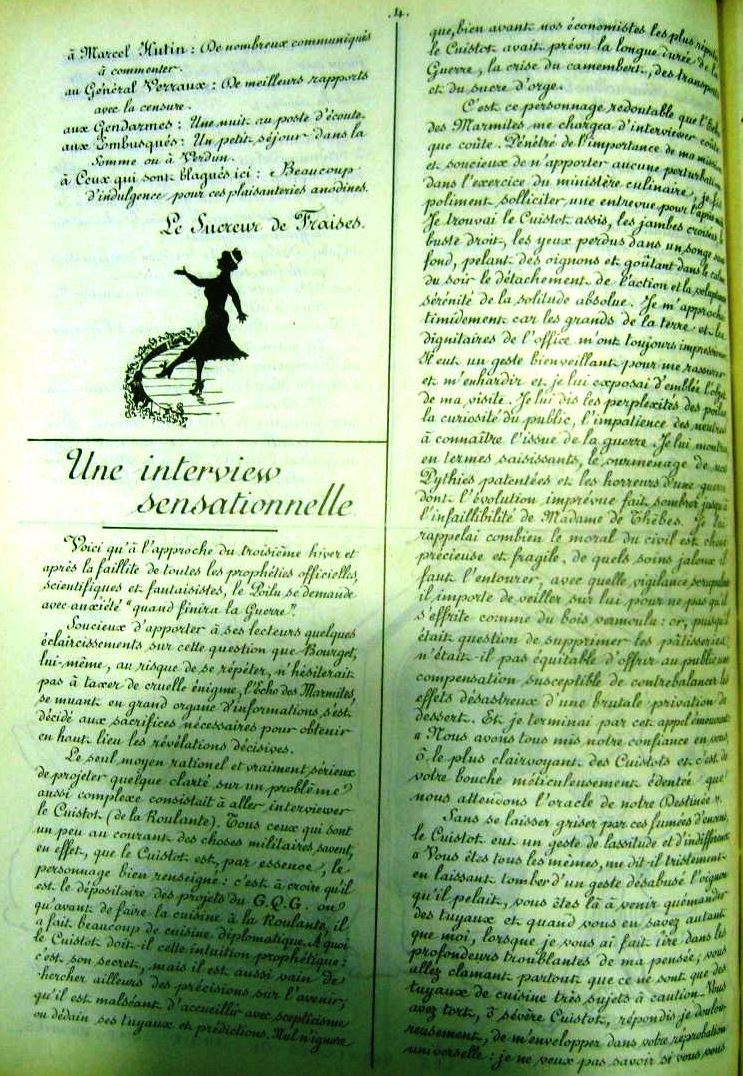 .4.
à Marcel Hutin : De nombreux communiqués
à commenter.
au Général Verraux : De meilleurs rapports
avec la censure.
aux Gendarmes : Une nuit au poste d'écoute.
aux Embusqués : Un petit séjour dans la
Somme ou à Verdun.
à Ceux qui sont blagués ici : Beaucoup
d'indulgence pour ces plaisanteries anodines.
Le Sucreur de Fraises.
Une interview
sensationnelle
Voici qu'à l'approche du troisième hiver et
après la faillite de toutes les prophéties officielles,
scientifiques et fantaisistes, le Poilu se demande
avec anxiété "quand finira la Guerre".
Soucieux d'apporter à ses lecteurs quelques
éclaircissements sur cette question que Bourget,
lui-même, au risque de se répéter, n'hésiterait
pas à taxer de cruelle énigme, l'écho des Marmites,
se muant en grand organe d'informations, s'est
décidé aux sacrifices nécessaires pour obtenir
en haut lieu les révélations décisives.
Le seul moyen rationnel et vraiment sérieux
de projeter quelque clarté sur un problème
aussi complexe consistait à aller interviewer
le Cuistot (de la Roulante). Tous ceux qui sont
un peu au courant des choses militaires savent,
en effet, que le Cuistot est, par essence, le
personnage bien renseigné : c'est à croire qu'il
est le dépositaire des projets du G.Q.G. ou
qu'avant de faire la cuisine à la Roulante, il
a fait beaucoup de cuisine diplomatique. A quoi
le Cuistot doit-il cette intuition prophétique :
c'est son secret, mais il est aussi vain de
chercher ailleurs des précisions sur l'avenir,
qu'il est malséant d'accueillir avec scepticisme
ou dédain ses tuyaux et prédictions. Nul n'ignore
que, bien avant nos économistes les plus
le Cuistot avait prévu la longue durée de la
Guerre, la crise du camembert, des transports
et du sucre d'orge.
C'est ce personnage redoutable que l'Echo
des Marmites me chargea d'interviewer coûte
que coûte. Pénétré de l'importance de ma mission
et soucieux de n'apporter aucune perturbation
dans l'exercice du ministère culinaire, je fis
poliment solliciter une entrevue pour l'après-midi
Je trouvai le Cuistot assis, les jambes croisées, le
buste droit, les yeux perdus dans un songe
fond, pelant des oignons et goûtant dans le calme
du soir le détachement de l'action et la voluptueuse
sérénité de la solitude absolue. Je m'approchai
timidement car les grands de la terre et les
dignitaires de l'office m'ont toujours impressionné
Il eut un geste bienveillant pour me rassurer
et m'enhardir et je lui exposai d'emblée l'objet
de ma visite. Je lui dis les perplexités des poilus
la curiosité du public, l'impatience des neutres
à connaître l'issue de la guerre. Je lui montrai
en termes saisissants, le surmenage de nos
Pythies patentées et les horreurs d'une guerre
dont l'évolution imprévue fait sombrer jusqu'à
l'infaillibilité de Madame de Thèbes. Je lui
rappelai combien le moral du civil est chose
précieuse et fragile, de quels soins jaloux il
faut l'entourer, avec quelle vigilance scrupuleuse
il importe de veiller sur lui pour ne pas qu'il
s'effrite comme du bois vermoulu : or, puisqu'il
était question de supprimer les pâtisseries,
n'était-il pas équitable d'offrir au public une
compensation susceptible de contrebalancer les
effets désastreux d'une brutale privation de
dessert. Et je terminai par cet appel émouvant
« Nous avons tous mis notre confiance en vous,
ô le plus clairvoyant des Cuistots et c'est de
votre bouche méticuleusement édentée que
nous attendons l'oracle de notre Destinée ».
Sans se laisser griser par ces fumées d'encens,
le Cuistot eut un geste de lassitude et d'indifférence
« Vous êtes tous les mêmes, me dit-il tristement
en laissant tomber d'un geste désabusé l'oignon
qu'il pelait, vous êtes là à venir quémander
des tuyaux et quand vous en savez autant
que moi, lorsque je vous ai fait lire dans les
profondeurs troublantes de ma pensée, vous
allez clamant partout que ce ne sont que des
tuyaux de cuisine très sujets à caution - Vous
avez tort, ô sévère Cuistot, répondis je doulou-
reusement, de m'envelopper dans votre réprobation
universelle : je ne veux pas savoir si vous vous